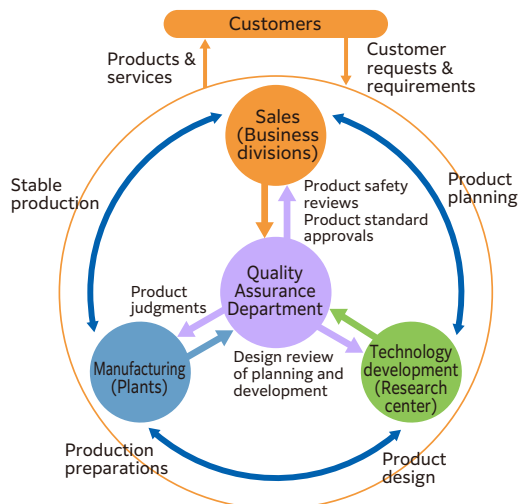 Customers
Products &
services
Customer
requests &
requirements
Sales
(Business
divisions)
Stable
production
Product
planning
Product safety
reviews
Product standard
approvals
Quality
Assurance
Department
Product
judgments
Manufacturing
(Plants)
Design review
of planning and
development
Technology
development
(Research
center)
Production
preparations
Product
design